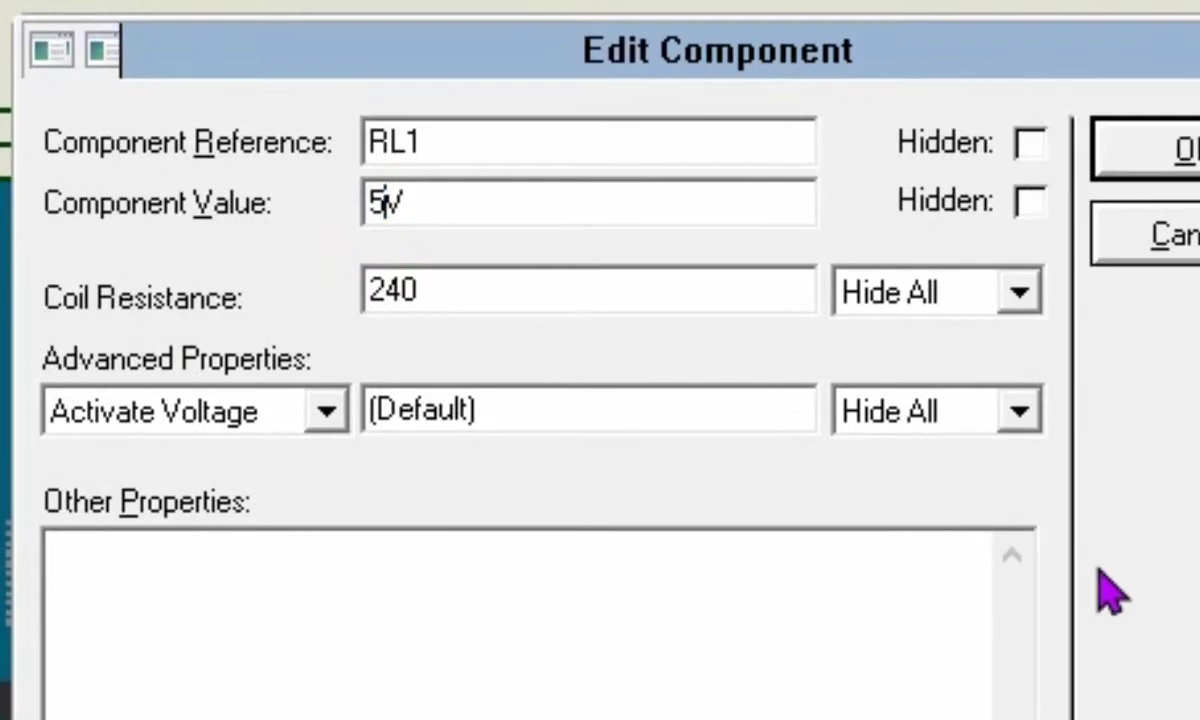 Edit Component
Component Reference: RL1 Hidden:
Component Value: 5V Hidden:
Coil Resistance: 240 Hide All
Advanced Properties:
Activate Voltage (Default) Hide All
Other Properties: